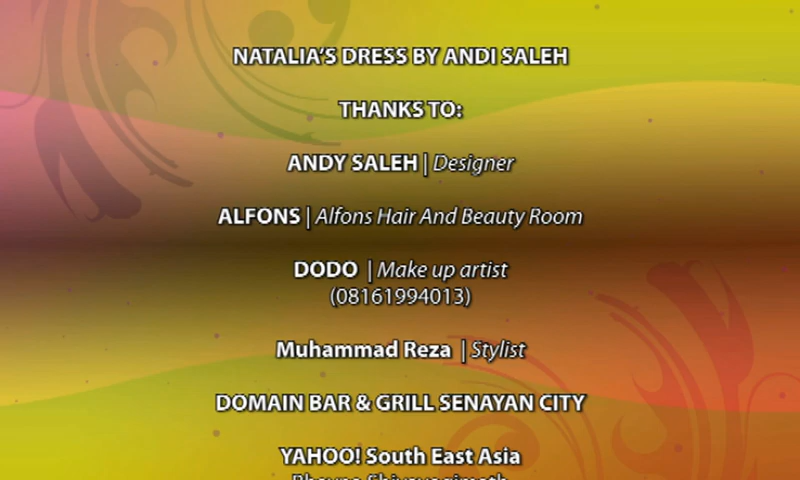 NATALIA'S DRESS BY ANDI SALEH
THANKS TO:
ANDY SALEH | Designer
ALFONS | Alfons Hair And Beauty Room
DODO | Make up artist
(08161994013)
Muhammad Reza | Stylist
DOMAIN BAR & GRILL SENAYAN CITY
YAHOO! South East Asia